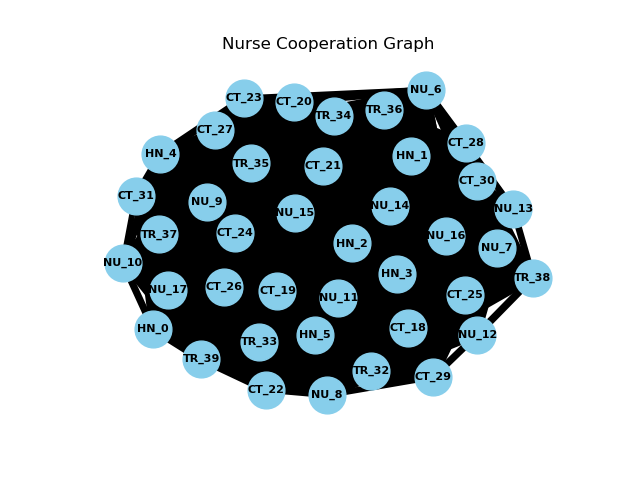 Nurse Cooperation Graph
NU_6
CT_23
CT_20
TR_36
TR_34
CT_27
CT_28
HN_4
HN_1
TR_35
CT_21
CT_30
CT_31
NU_9
NU_14
NU_13
NU_15
CT_24
TR_37
NU_16
HN_2
NU_7
NU_10
HN_3
TR_38
CT_26
NU_17
CT_19
CT_25
NU_11
HN_0
CT_18
HN_5
NU_12
TR_33
TR_39
TR_32
CT_29
CT_22
NU_8